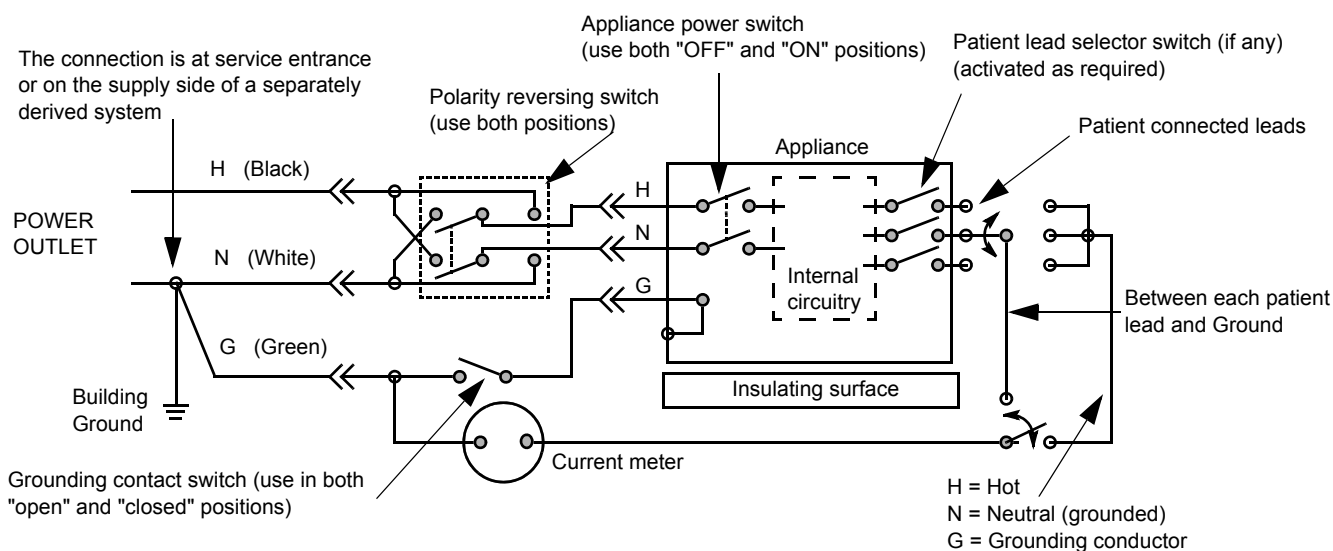 Appliance power switch
(use both "OFF" and "ON" positions)
Patient lead selector switch (if any)
(activated as required)
The connection is at service entrance
or on the supply side of a separately
derived system
Polarity reversing switch
(use both positions)
Patient connected leads
Appliance
H (Black)
H
POWER
OUTLET
N
N (White)
Internal
circuitry
G
Between each patient
lead and Ground
G (Green)
Insulating surface
Building
Ground
Current meter
Grounding contact switch (use in both
"open" and "closed" positions)
H = Hot
N = Neutral (grounded)
G = Grounding conductor